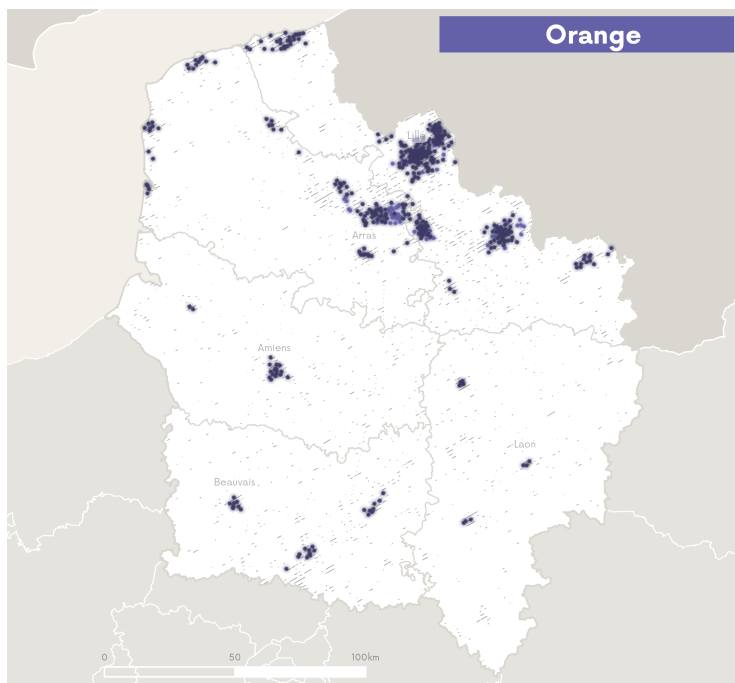 Orange
Lille
Arras
Amiens
Laon
Beauvais
0 50 100km